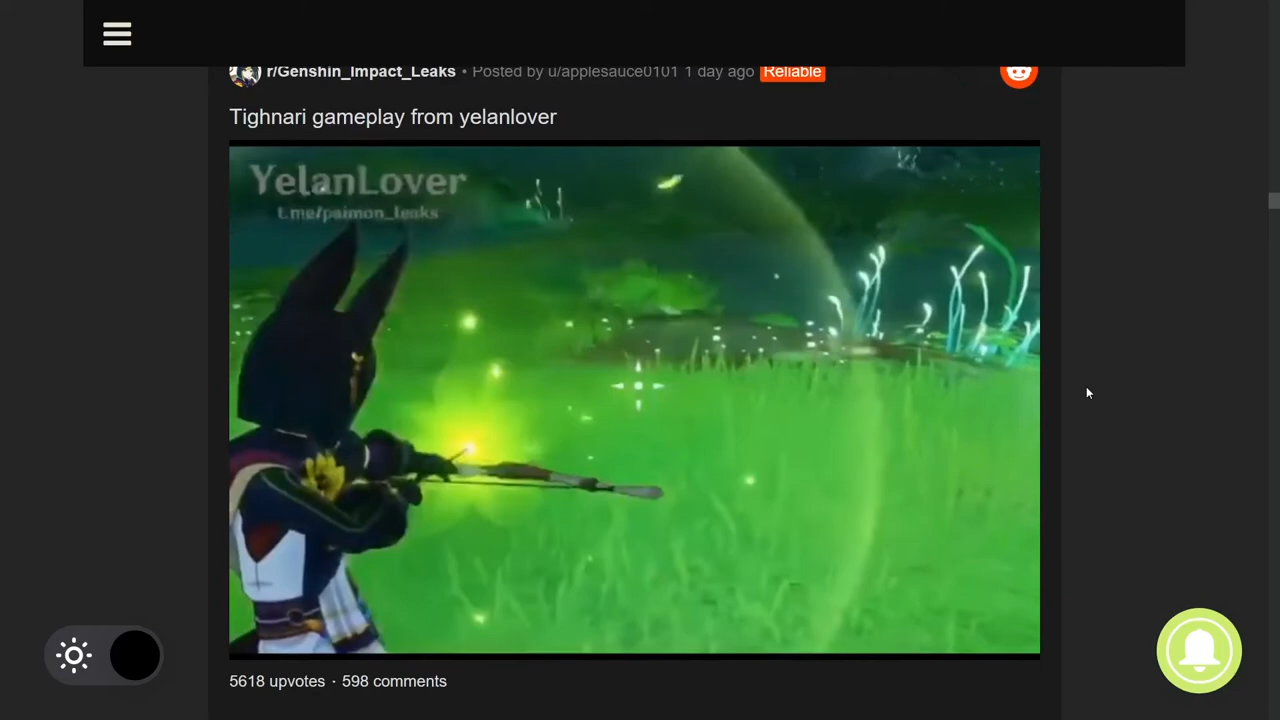 r/Genshin_Impact_Leaks • Posted by u/applesauce0101 1 day ago Reliable
Tighnari gameplay from yelanlover
YelanLover
t.me/paimon_leaks
5618 upvotes · 598 comments